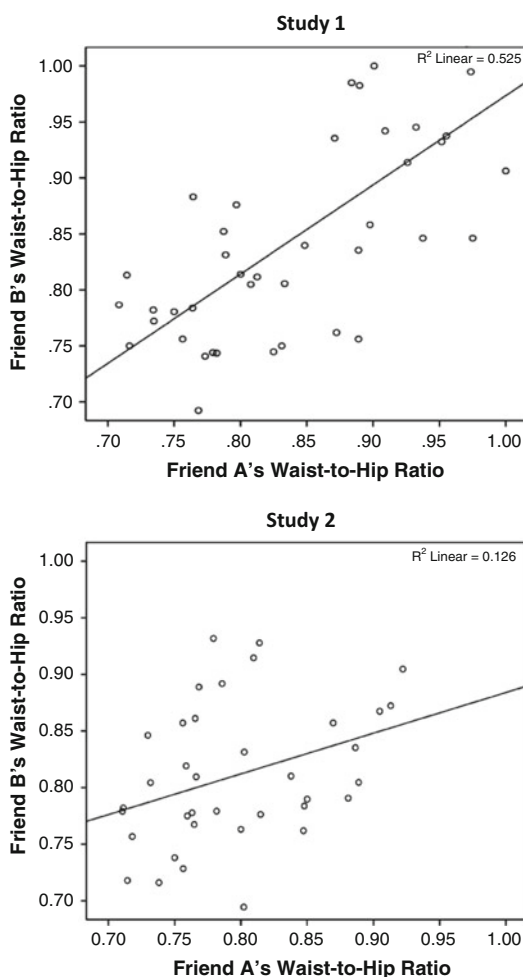 Study 1
R² Linear = 0.525
1.00
.95
.90
.85
.80
.75
.70
Friend B's Waist-to-Hip Ratio
.70 .75 .80 .85 .90 .95 1.00
Friend A's Waist-to-Hip Ratio
Study 2
R² Linear = 0.126
1.00
0.95
0.90
0.85
0.80
0.75
0.70
Friend B's Waist-to-Hip Ratio
0.70 0.75 0.80 0.85 0.90 0.95 1.00
Friend A's Waist-to-Hip Ratio